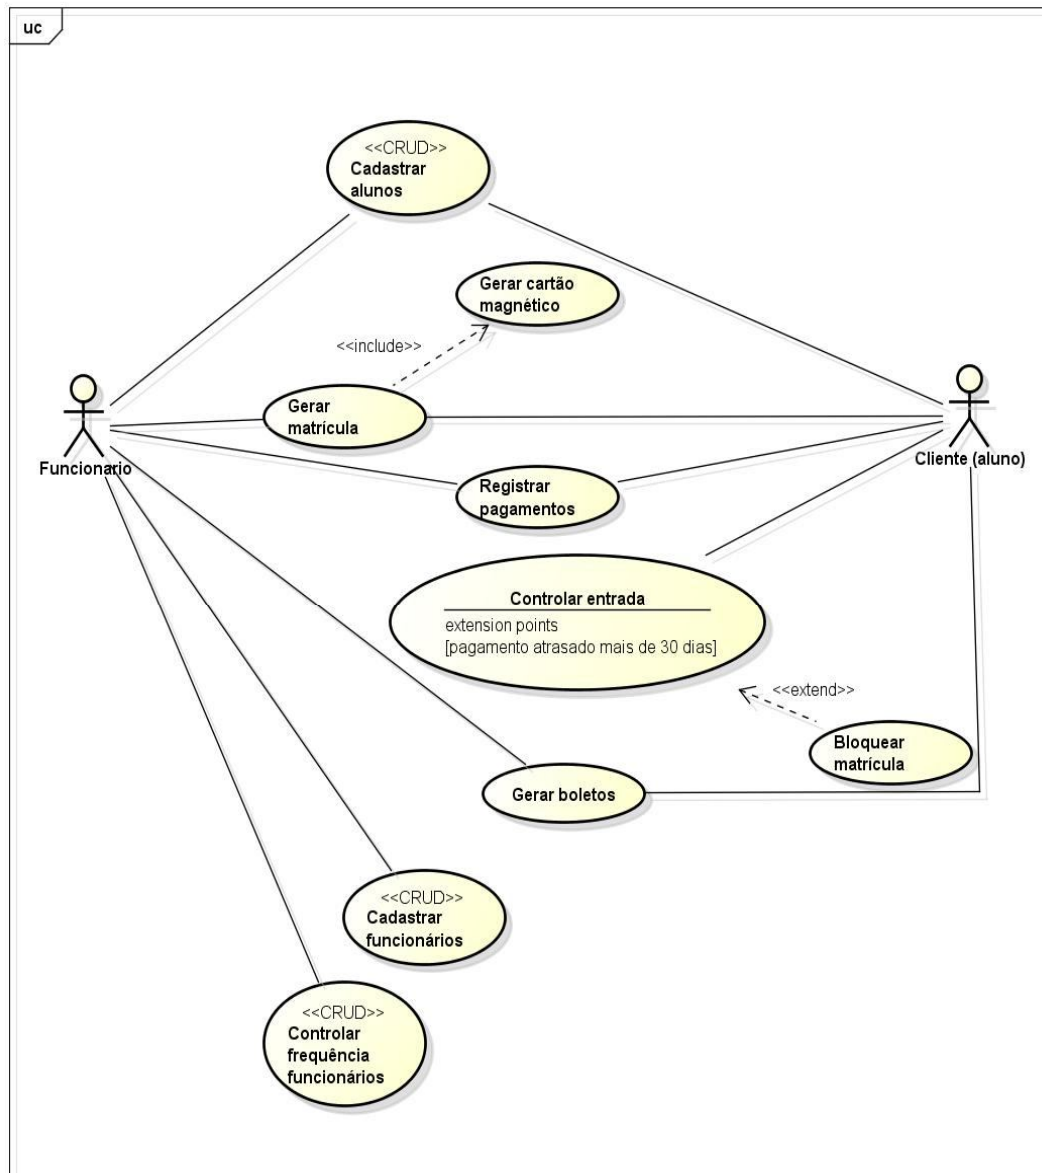 uc
<<CRUD>>
Cadastrar
alunos
Gerar cartão
magnético
<<include>>
Gerar
matrícula
Funcionario
Cliente (aluno)
Registrar
pagamentos
Controlar entrada
extension points
[pagamento atrasado mais de 30 dias]
<<extend>>
Bloquear
matrícula
Gerar boletos
<<CRUD>>
Cadastrar
funcionários
<<CRUD>>
Controlar
frequência
funcionários